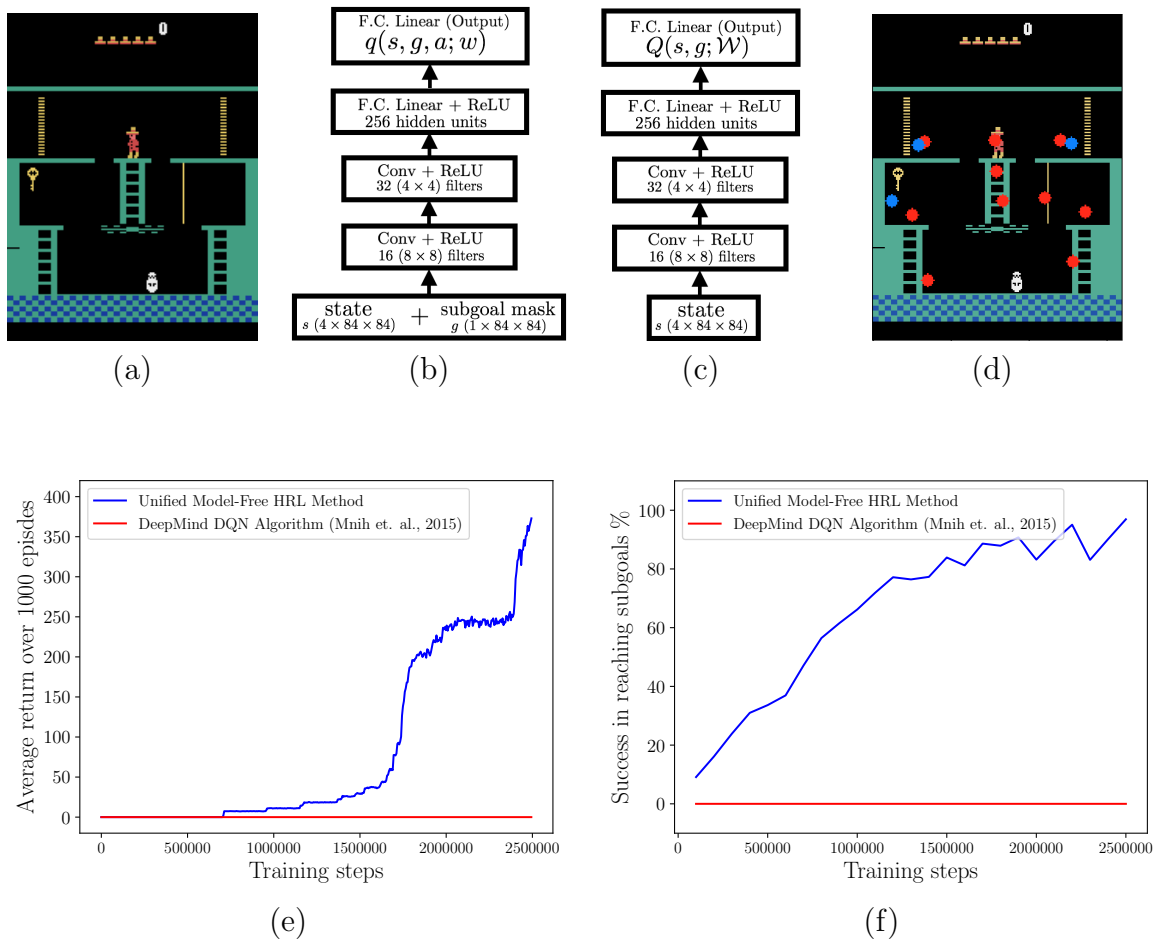 0
F.C. Linear (Output)
q(s, g, a; w)
F.C. Linear + ReLU
256 hidden units
Conv + ReLU
32 (4 × 4) filters
Conv + ReLU
16 (8 × 8) filters
state + subgoal mask
s (4 × 84 × 84) g (1 × 84 × 84)
F.C. Linear (Output)
Q(s, g; 𝒲)
F.C. Linear + ReLU
256 hidden units
Conv + ReLU
32 (4 × 4) filters
Conv + ReLU
16 (8 × 8) filters
state
s (4 × 84 × 84)
0
(a)
(b)
(c)
(d)
Average return over 1000 episodes
400
350
300
250
200
150
100
50
0
Unified Model-Free HRL Method
DeepMind DQN Algorithm (Mnih et. al., 2015)
0 500000 1000000 1500000 2000000 2500000
Training steps
(e)
Success in reaching subgoals %
100
80
60
40
20
0
Unified Model-Free HRL Method
DeepMind DQN Algorithm (Mnih et. al., 2015)
0 500000 1000000 1500000 2000000 2500000
Training steps
(f)